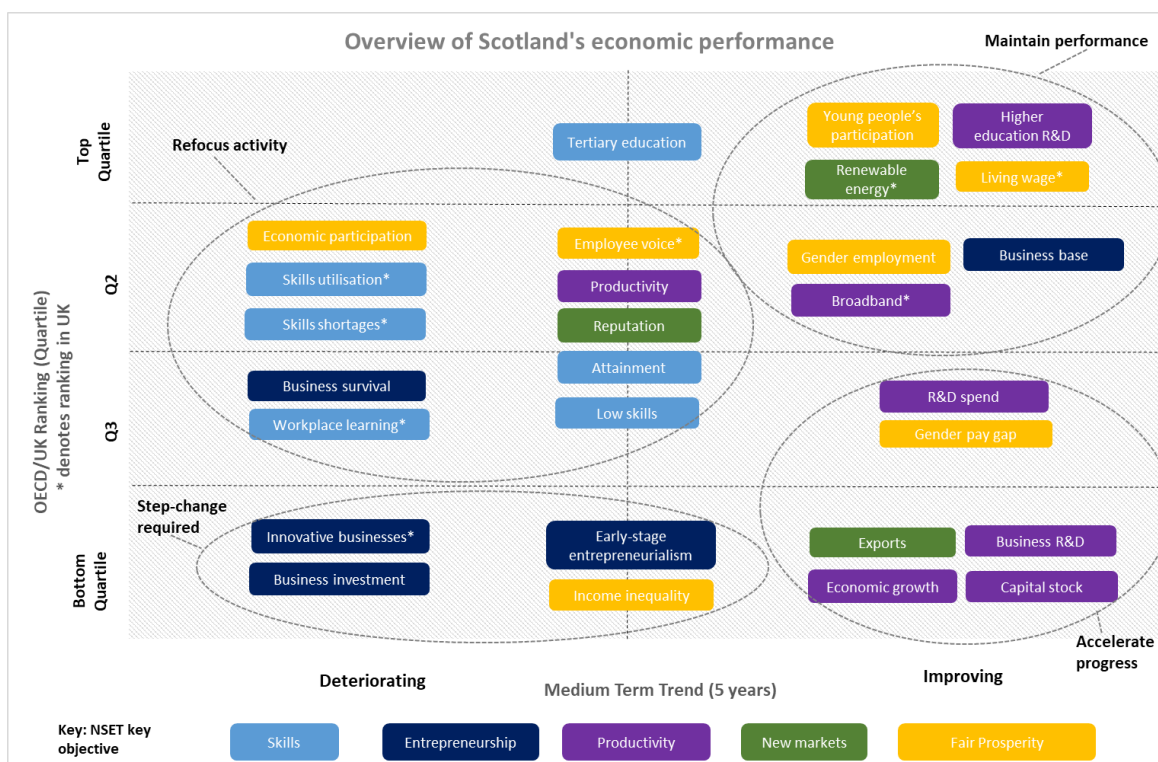 Overview of Scotland's economic performance
Maintain performance
Refocus activity
Step-change
required
Accelerate
progress
OECD/UK Ranking (Quartile)
* denotes ranking in UK
Top
Quartile
Tertiary education
Young people's
participation
Higher
education R&D
Renewable
energy*
Living wage*
Q2
Economic participation
Skills utilisation*
Skills shortages*
Employee voice*
Productivity
Reputation
Gender employment
Business base
Broadband*
Q3
Business survival
Workplace learning*
Attainment
Low skills
R&D spend
Gender pay gap
Bottom
Quartile
Innovative businesses*
Business investment
Early-stage
entrepreneurialism
Income inequality
Exports
Business R&D
Economic growth
Capital stock
Deteriorating
Medium Term Trend (5 years)
Improving
Key: NSET key
objective
Skills
Entrepreneurship
Productivity
New markets
Fair Prosperity